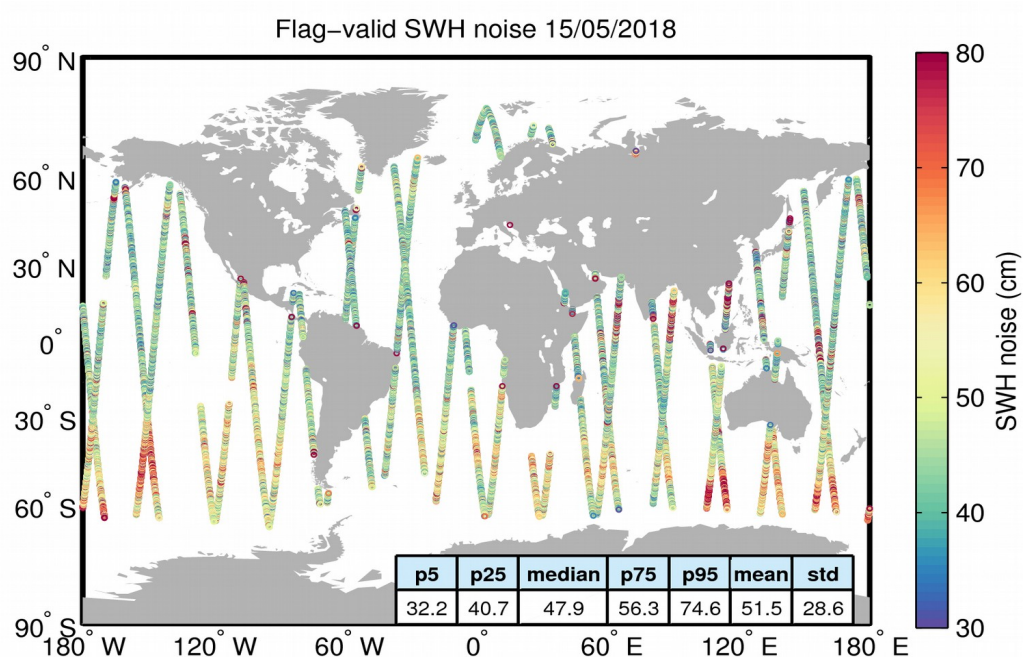 Flag−valid SWH noise 15/05/2018
90° N
60° N
30° N
0°
30° S
60° S
90° S
180° W
120° W
60° W
0°
60° E
120° E
180° E
80
70
60
50
40
30
SWH noise (cm)
p5 p25 median p75 p95 mean std
32.2 40.7 47.9 56.3 74.6 51.5 28.6